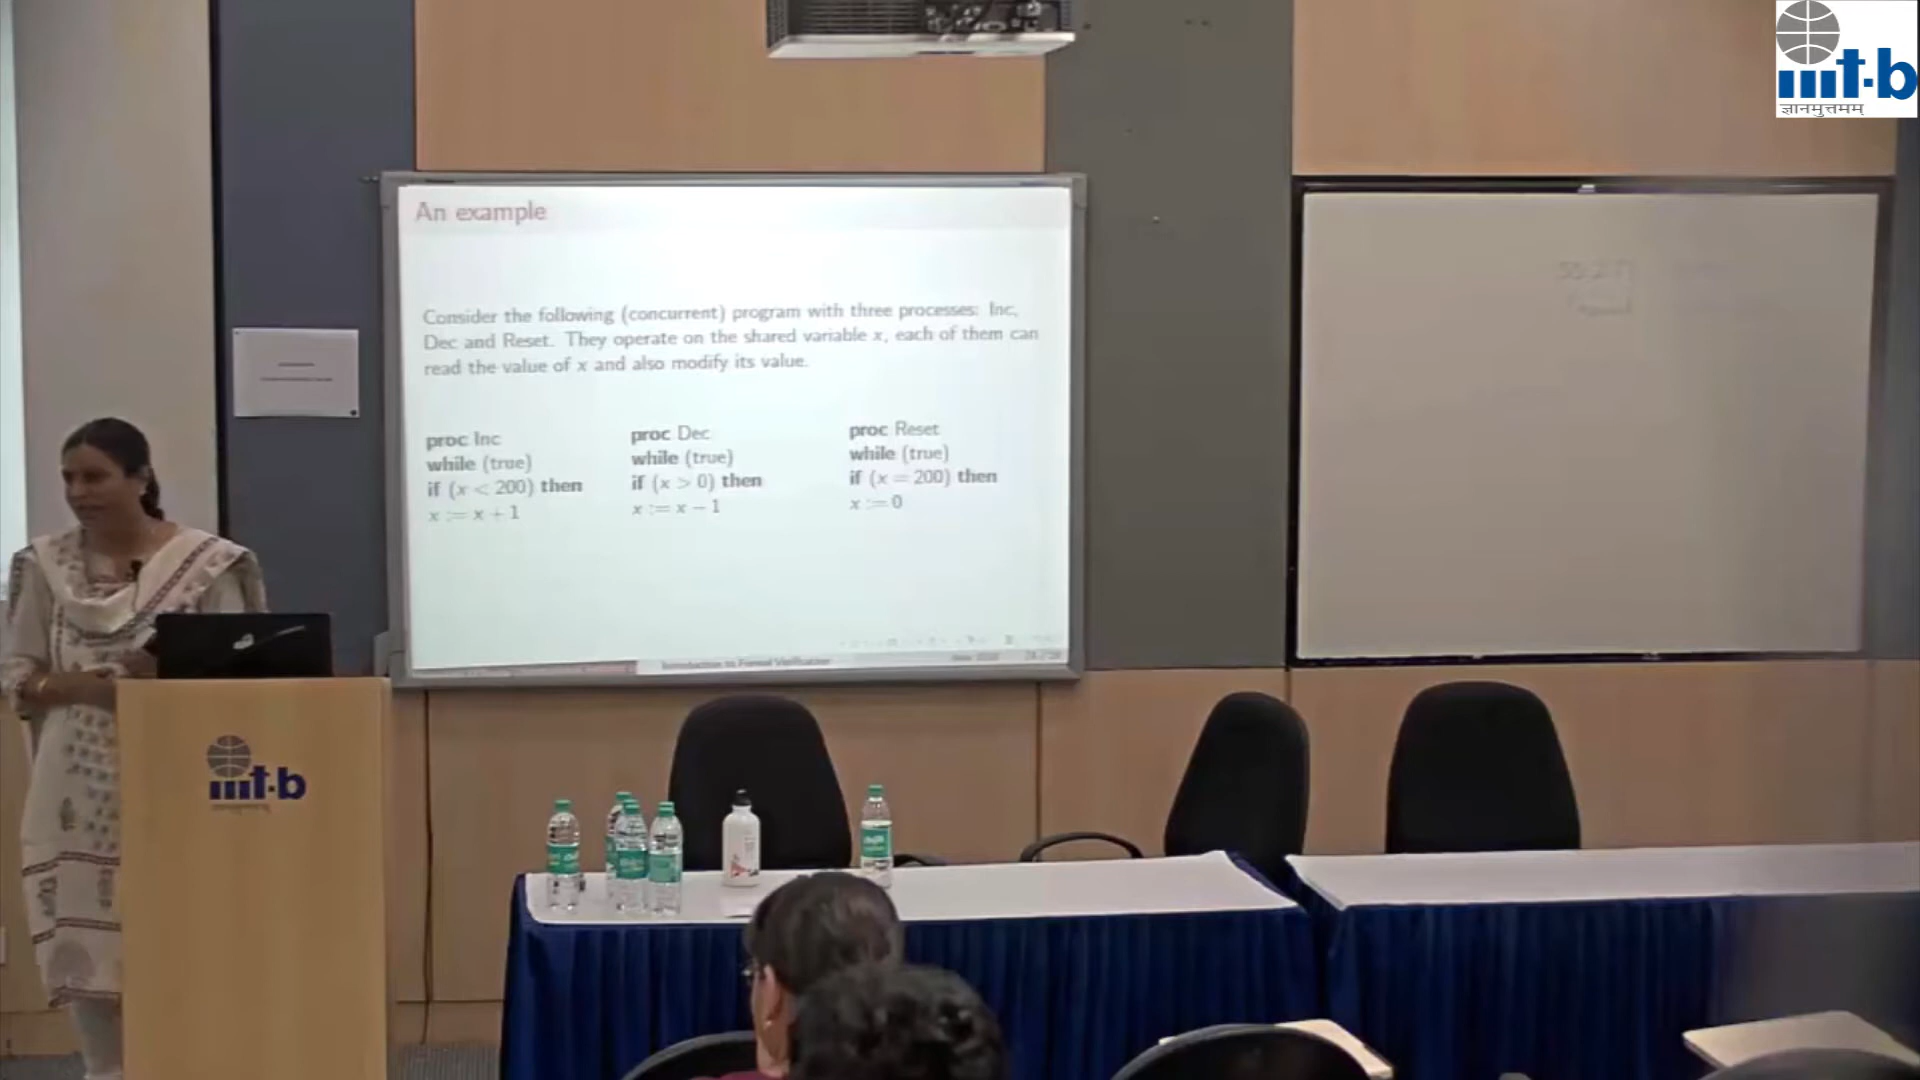 iiit-b
ज्ञानमुत्तमम्
An example
Consider the following (concurrent) program with three processes: Inc,
Dec and Reset. They operate on the shared variable x, each of them can
read the value of x and also modify its value.
proc Inc
while (true)
if (x < 200) then
x := x + 1
proc Dec
while (true)
if (x > 0) then
x := x − 1
proc Reset
while (true)
if (x = 200) then
x := 0
Introduction to Formal Verification
iiit-b